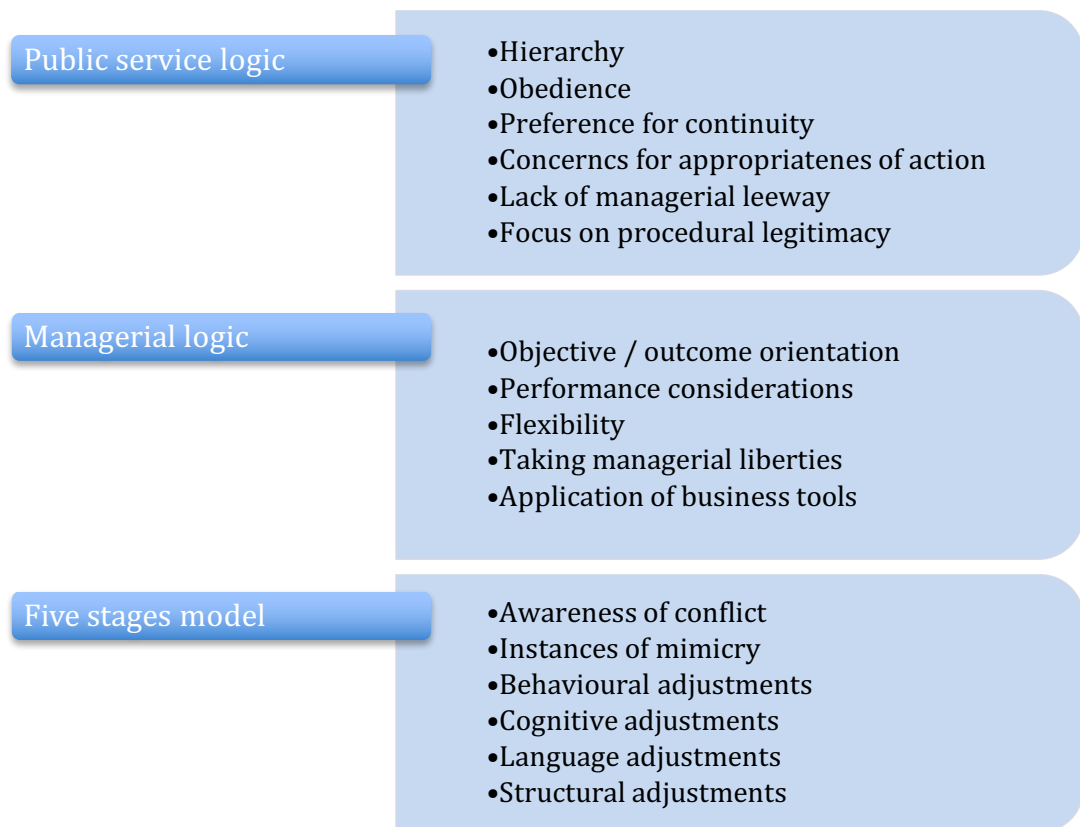 Public service logic
•Hierarchy
•Obedience
•Preference for continuity
•Concerncs for appropriatenes of action
•Lack of managerial leeway
•Focus on procedural legitimacy
Managerial logic
•Objective / outcome orientation
•Performance considerations
•Flexibility
•Taking managerial liberties
•Application of business tools
Five stages model
•Awareness of conflict
•Instances of mimicry
•Behavioural adjustments
•Cognitive adjustments
•Language adjustments
•Structural adjustments